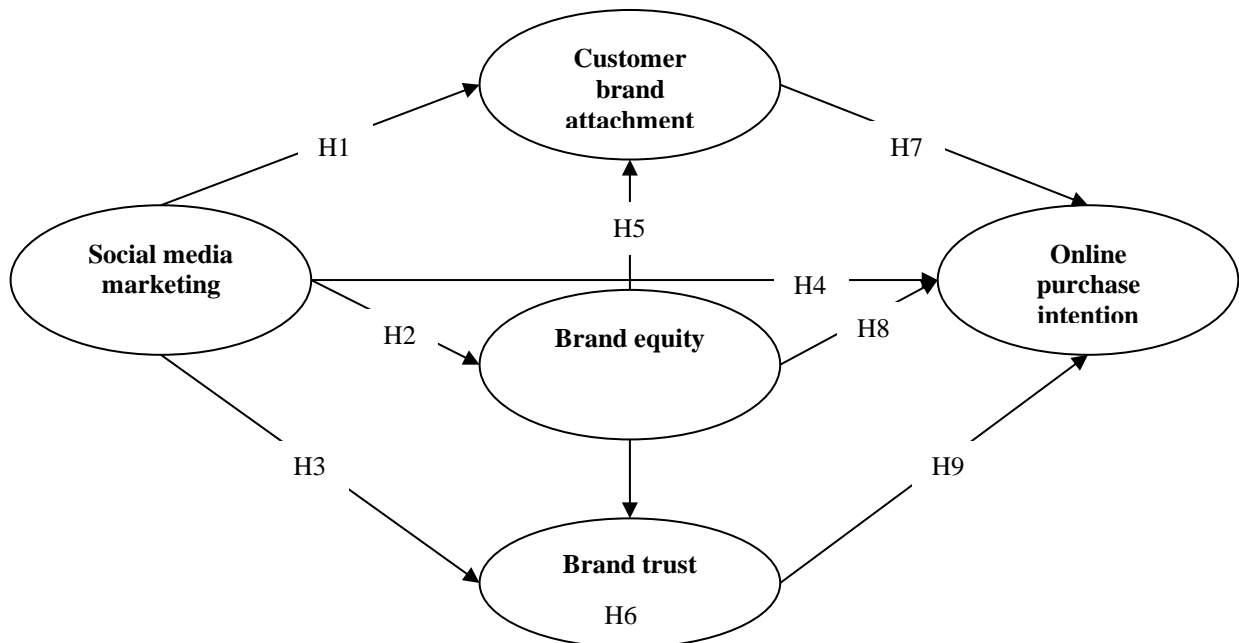 Customer
brand
attachment
H1
H7
H5
Social media
marketing
Online
purchase
intention
H4
H2
Brand equity
H8
H3
H9
Brand trust
H6